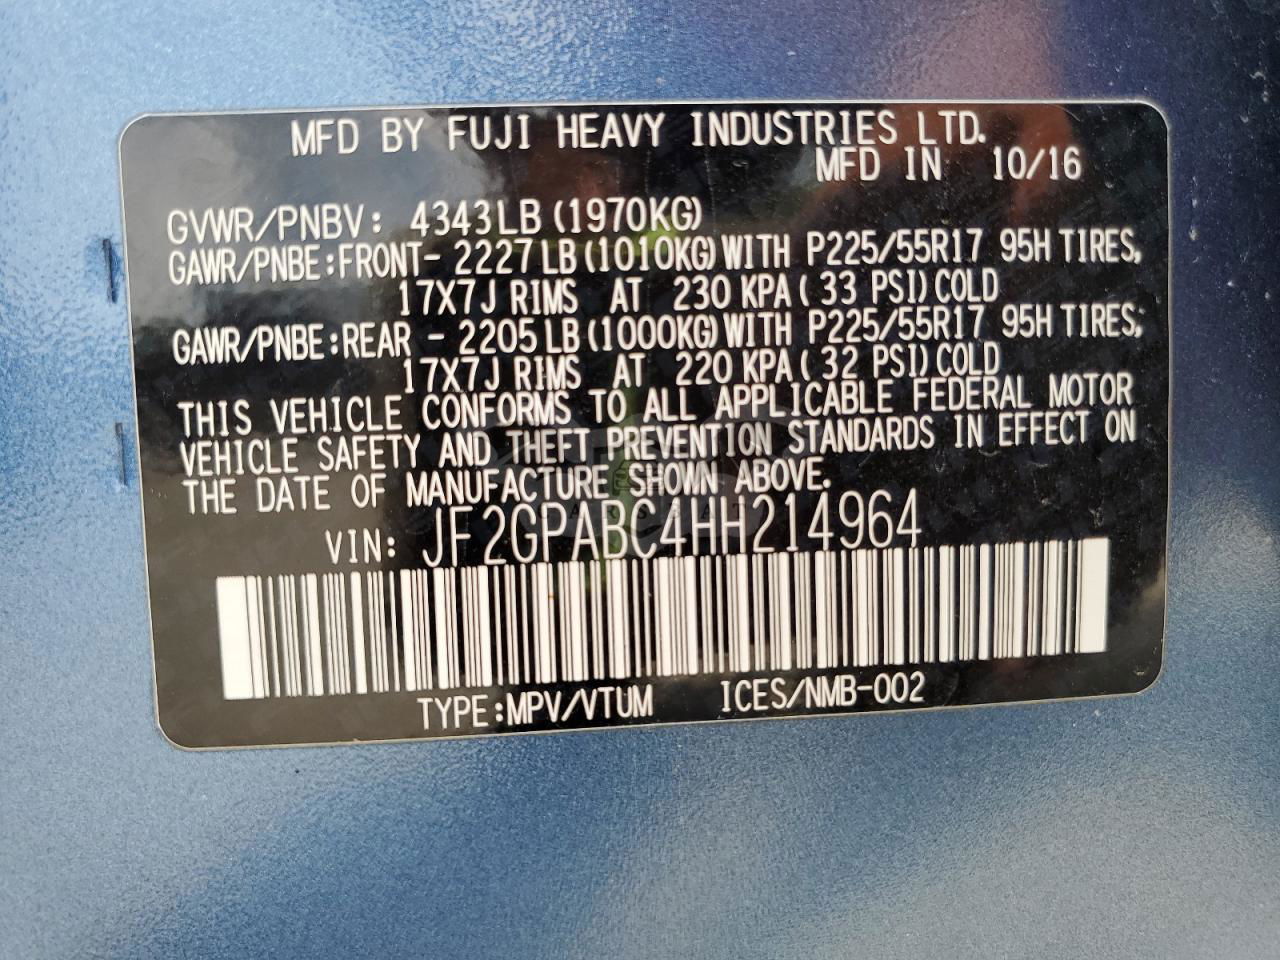 MFD BY FUJI HEAVY INDUSTRIES LTD.
MFD IN 10/16
GVWR/PNBV: 4343LB (1970KG)
GAWR/PNBE:FRONT- 2227LB(1010KG)WITH P225/55R17 95H TIRES,
17X7J RIMS AT 230 KPA( 33 PSI) COLD
GAWR/PNBE:REAR - 2205LB(1000KG)WITH P225/55R17 95H TIRES,
17X7J RIMS AT 220 KPA( 32 PSI) COLD
THIS VEHICLE CONFORMS TO ALL APPLICABLE FEDERAL MOTOR
VEHICLE SAFETY AND THEFT PREVENTION STANDARDS IN EFFECT ON
THE DATE OF MANUFACTURE SHOWN ABOVE.
VIN: JF2GPABC4HH214964
TYPE:MPV/VTUM ICES/NMB-002